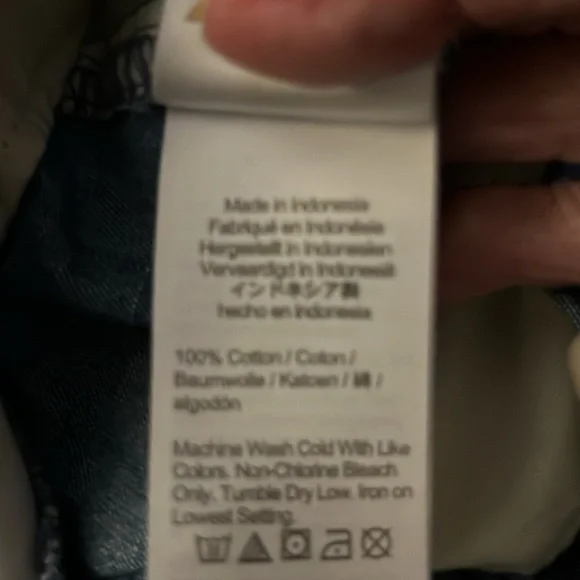 Made in Indonesia
Fabriqué en Indonésie
Hergestellt in Indonesien
Vervaardigd in Indonesië
インドネシア製
hecho en Indonesia
100% Cotton / Coton /
Baumwolle / Katoen / 綿 /
algodón
Machine Wash Cold With Like
Colors. Non-Chlorine Bleach
Only. Tumble Dry Low. Iron on
Lowest Setting.